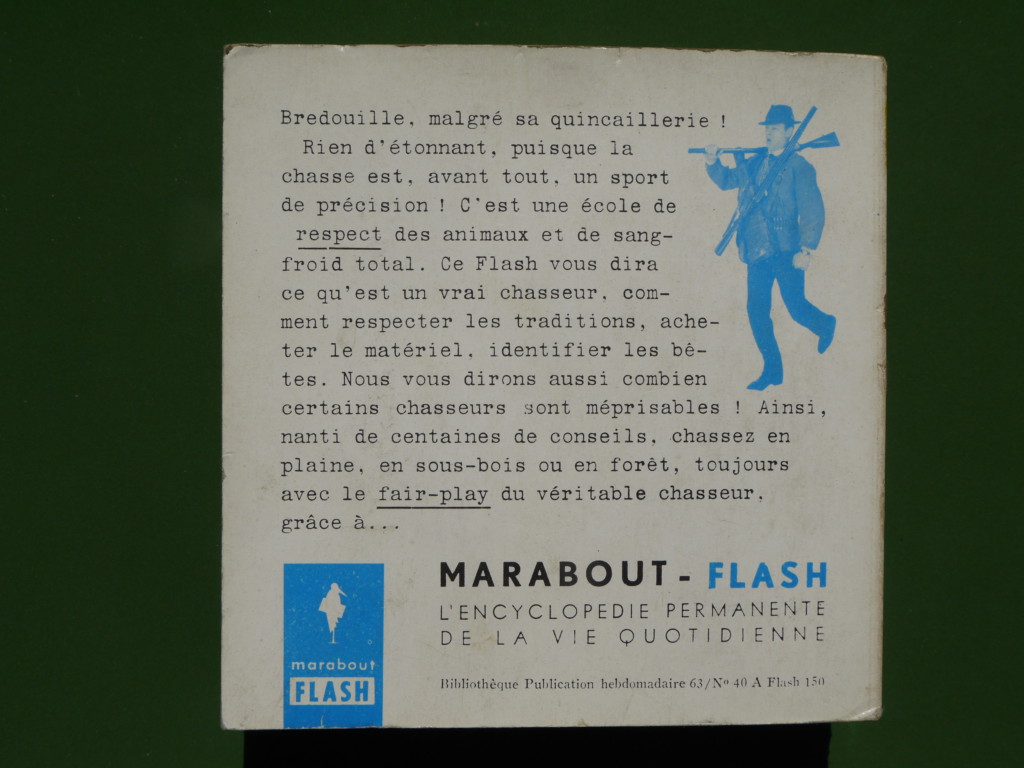 Bredouille, malgré sa quincaillerie !
Rien d'étonnant, puisque la
chasse est, avant tout, un sport
de précision ! C'est une école de
respect des animaux et de sang-
froid total. Ce Flash vous dira
ce qu'est un vrai chasseur, com-
ment respecter les traditions, ache-
ter le matériel, identifier les bê-
tes. Nous vous dirons aussi combien
certains chasseurs sont méprisables ! Ainsi,
nanti de centaines de conseils, chassez en
plaine, en sous-bois ou en forêt, toujours
avec le fair-play du véritable chasseur,
grâce à...
MARABOUT - FLASH
L'ENCYCLOPEDIE PERMANENTE
DE LA VIE QUOTIDIENNE
Bibliothèque Publication hebdomadaire 63/Nº 40 A Flash 150
marabout
FLASH